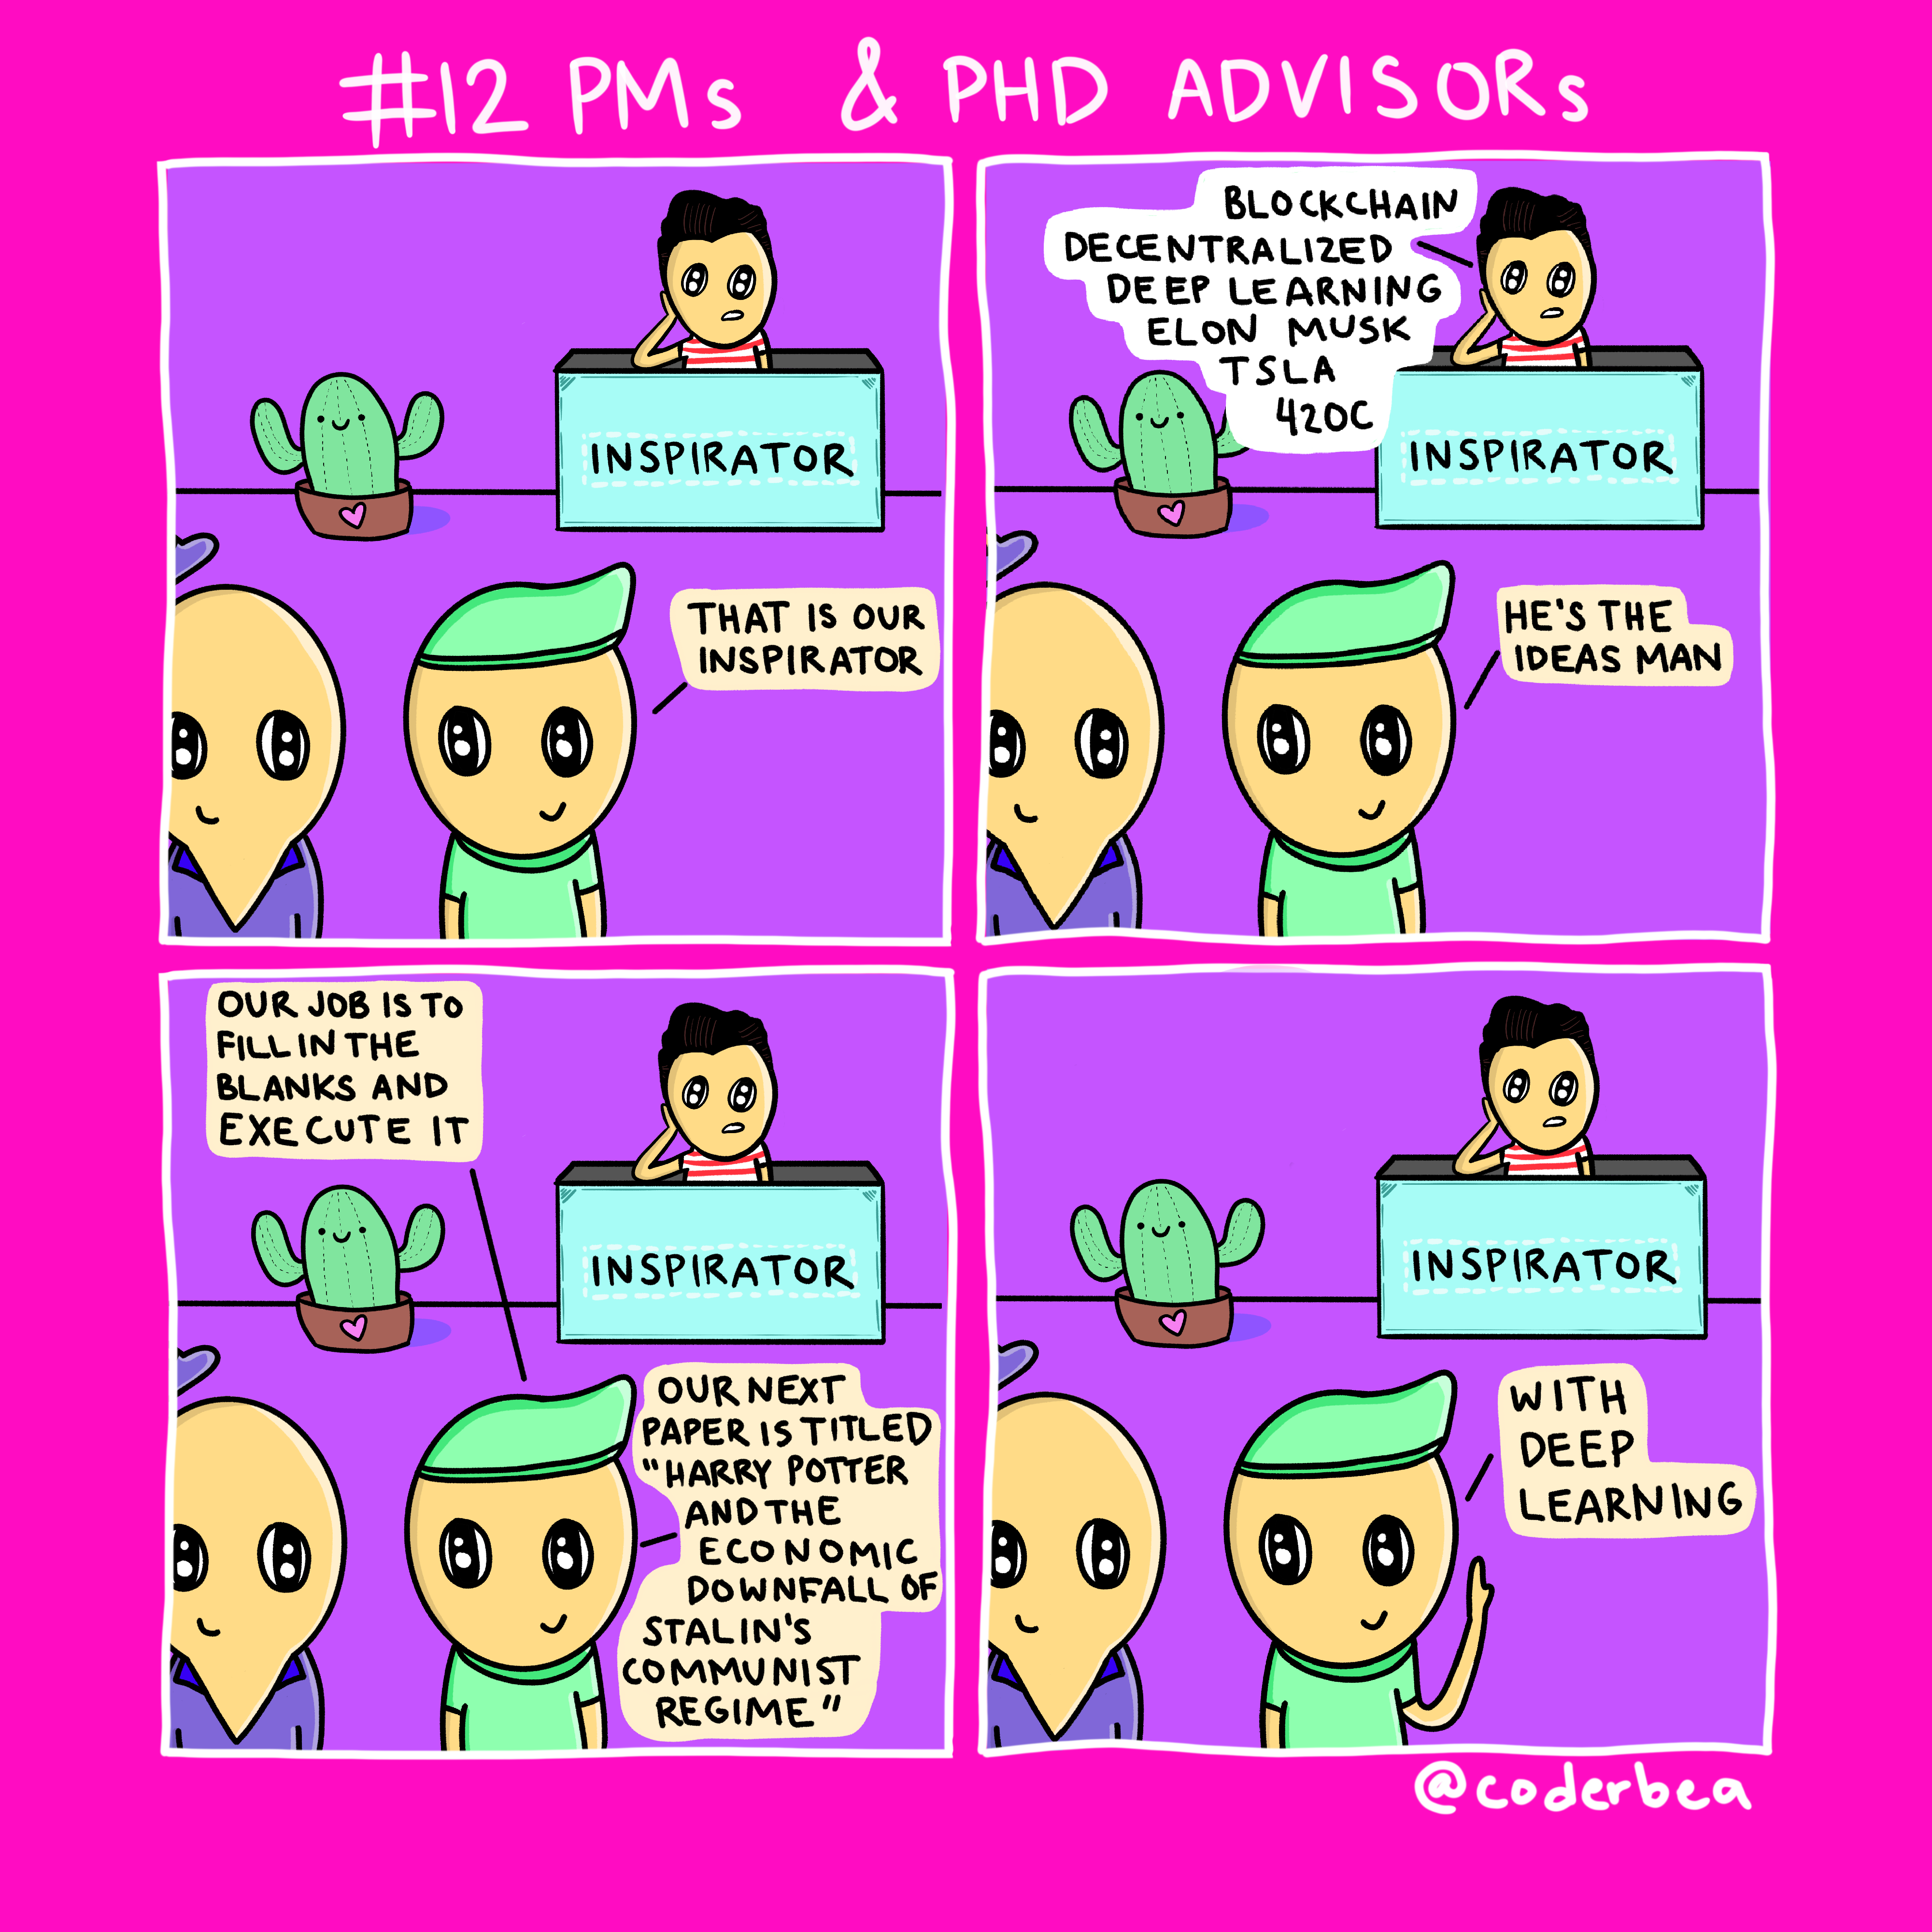 #12 PMs & PHD ADVISORs
INSPIRATOR
THAT IS OUR
INSPIRATOR
BLOCKCHAIN
DECENTRALIZED
DEEP LEARNING
ELON MUSK
TSLA
420C
INSPIRATOR
HE'S THE
IDEAS MAN
OUR JOB IS TO
FILL IN THE
BLANKS AND
EXECUTE IT
INSPIRATOR
OUR NEXT
PAPER IS TITLED
"HARRY POTTER
AND THE
ECONOMIC
DOWNFALL OF
STALIN'S
COMMUNIST
REGIME"
INSPIRATOR
WITH
DEEP
LEARNING
@coderbea